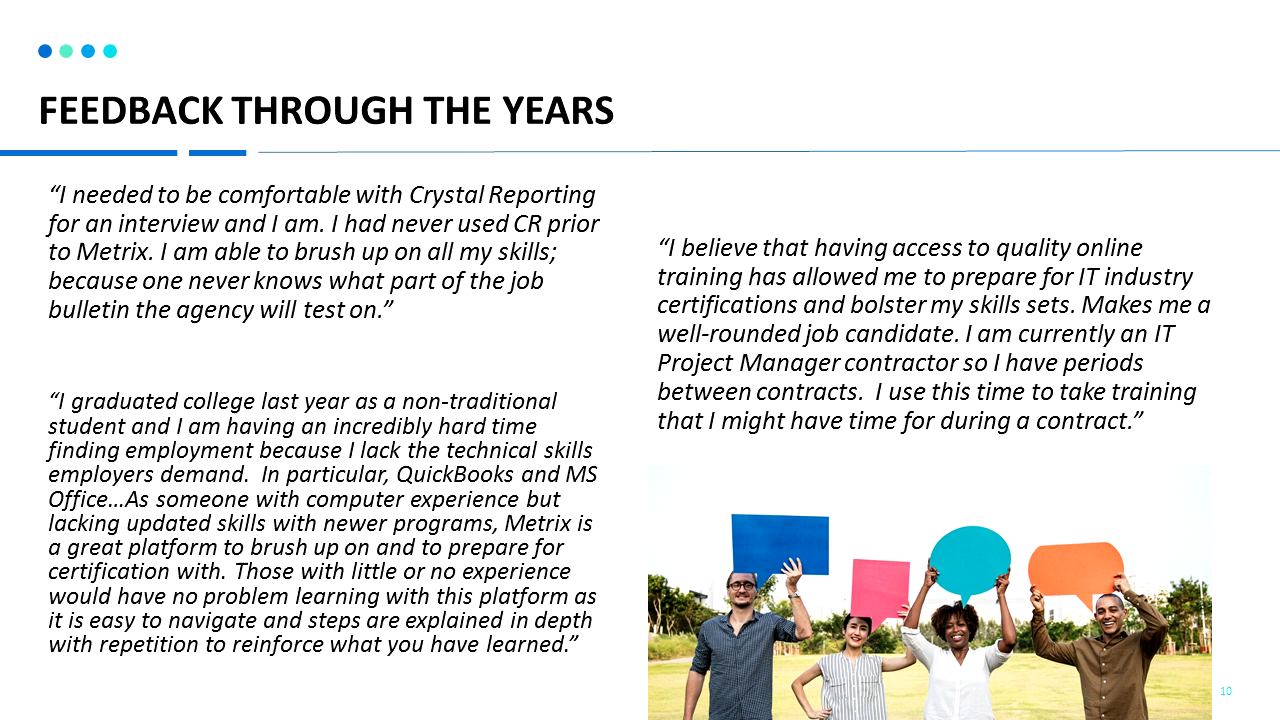 FEEDBACK THROUGH THE YEARS
“I needed to be comfortable with Crystal Reporting
for an interview and I am. I had never used CR prior
to Metrix. I am able to brush up on all my skills;
because one never knows what part of the job
bulletin the agency will test on.”
“I graduated college last year as a non-traditional
student and I am having an incredibly hard time
finding employment because I lack the technical skills
employers demand.  In particular, QuickBooks and MS
Office…As someone with computer experience but
lacking updated skills with newer programs, Metrix is
a great platform to brush up on and to prepare for
certification with. Those with little or no experience
would have no problem learning with this platform as
it is easy to navigate and steps are explained in depth
with repetition to reinforce what you have learned.”
“I believe that having access to quality online
training has allowed me to prepare for IT industry
certifications and bolster my skills sets. Makes me a
well-rounded job candidate. I am currently an IT
Project Manager contractor so I have periods
between contracts.  I use this time to take training
that I might have time for during a contract.”
10